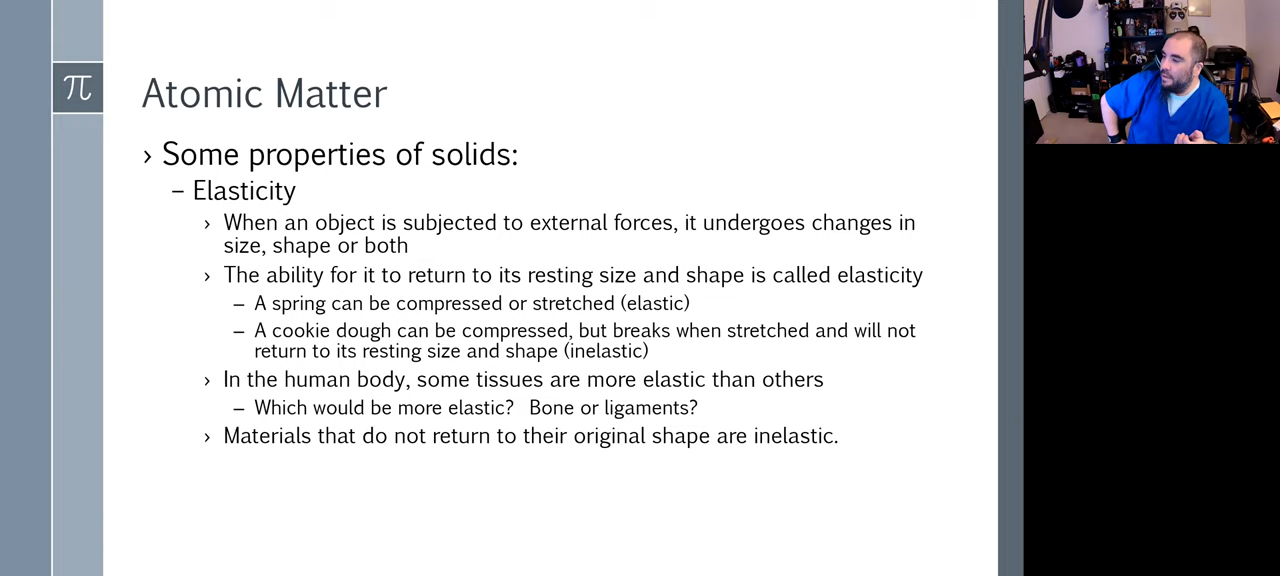 π
Atomic Matter
› Some properties of solids:
– Elasticity
› When an object is subjected to external forces, it undergoes changes in
size, shape or both
› The ability for it to return to its resting size and shape is called elasticity
– A spring can be compressed or stretched (elastic)
– A cookie dough can be compressed, but breaks when stretched and will not
return to its resting size and shape (inelastic)
› In the human body, some tissues are more elastic than others
– Which would be more elastic? Bone or ligaments?
› Materials that do not return to their original shape are inelastic.